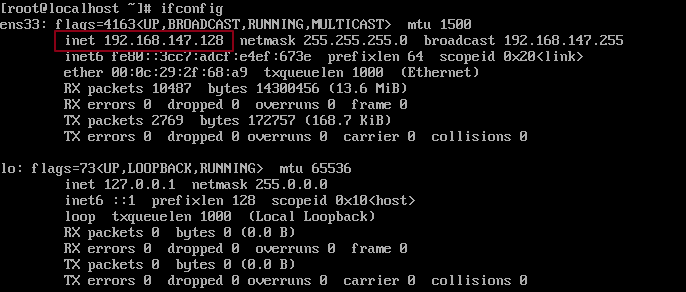 [root@localhost ~]# ifconfig
ens33: flags=4163<UP,BROADCAST,RUNNING,MULTICAST>  mtu 1500
inet 192.168.147.128  netmask 255.255.255.0  broadcast 192.168.147.255
inet6 fe80::3cc7:adcf:e4ef:673e  prefixlen 64  scopeid 0x20<link>
ether 00:0c:29:2f:68:a9  txqueuelen 1000  (Ethernet)
RX packets 10487  bytes 14300456 (13.6 MiB)
RX errors 0  dropped 0  overruns 0  frame 0
TX packets 2769  bytes 172757 (168.7 KiB)
TX errors 0  dropped 0 overruns 0  carrier 0  collisions 0
lo: flags=73<UP,LOOPBACK,RUNNING>  mtu 65536
inet 127.0.0.1  netmask 255.0.0.0
inet6 ::1  prefixlen 128  scopeid 0x10<host>
loop  txqueuelen 1000  (Local Loopback)
RX packets 0  bytes 0 (0.0 B)
RX errors 0  dropped 0  overruns 0  frame 0
TX packets 0  bytes 0 (0.0 B)
TX errors 0  dropped 0 overruns 0  carrier 0  collisions 0